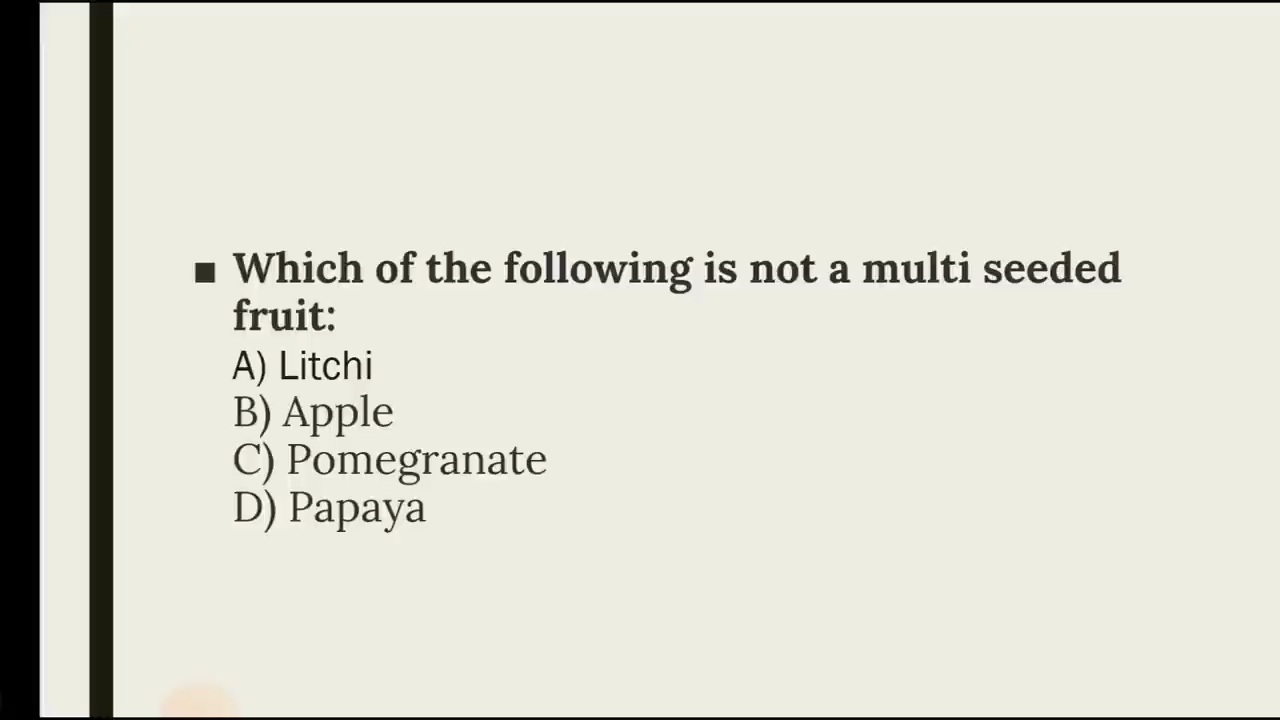 ■ Which of the following is not a multi seeded
fruit:
A) Litchi
B) Apple
C) Pomegranate
D) Papaya